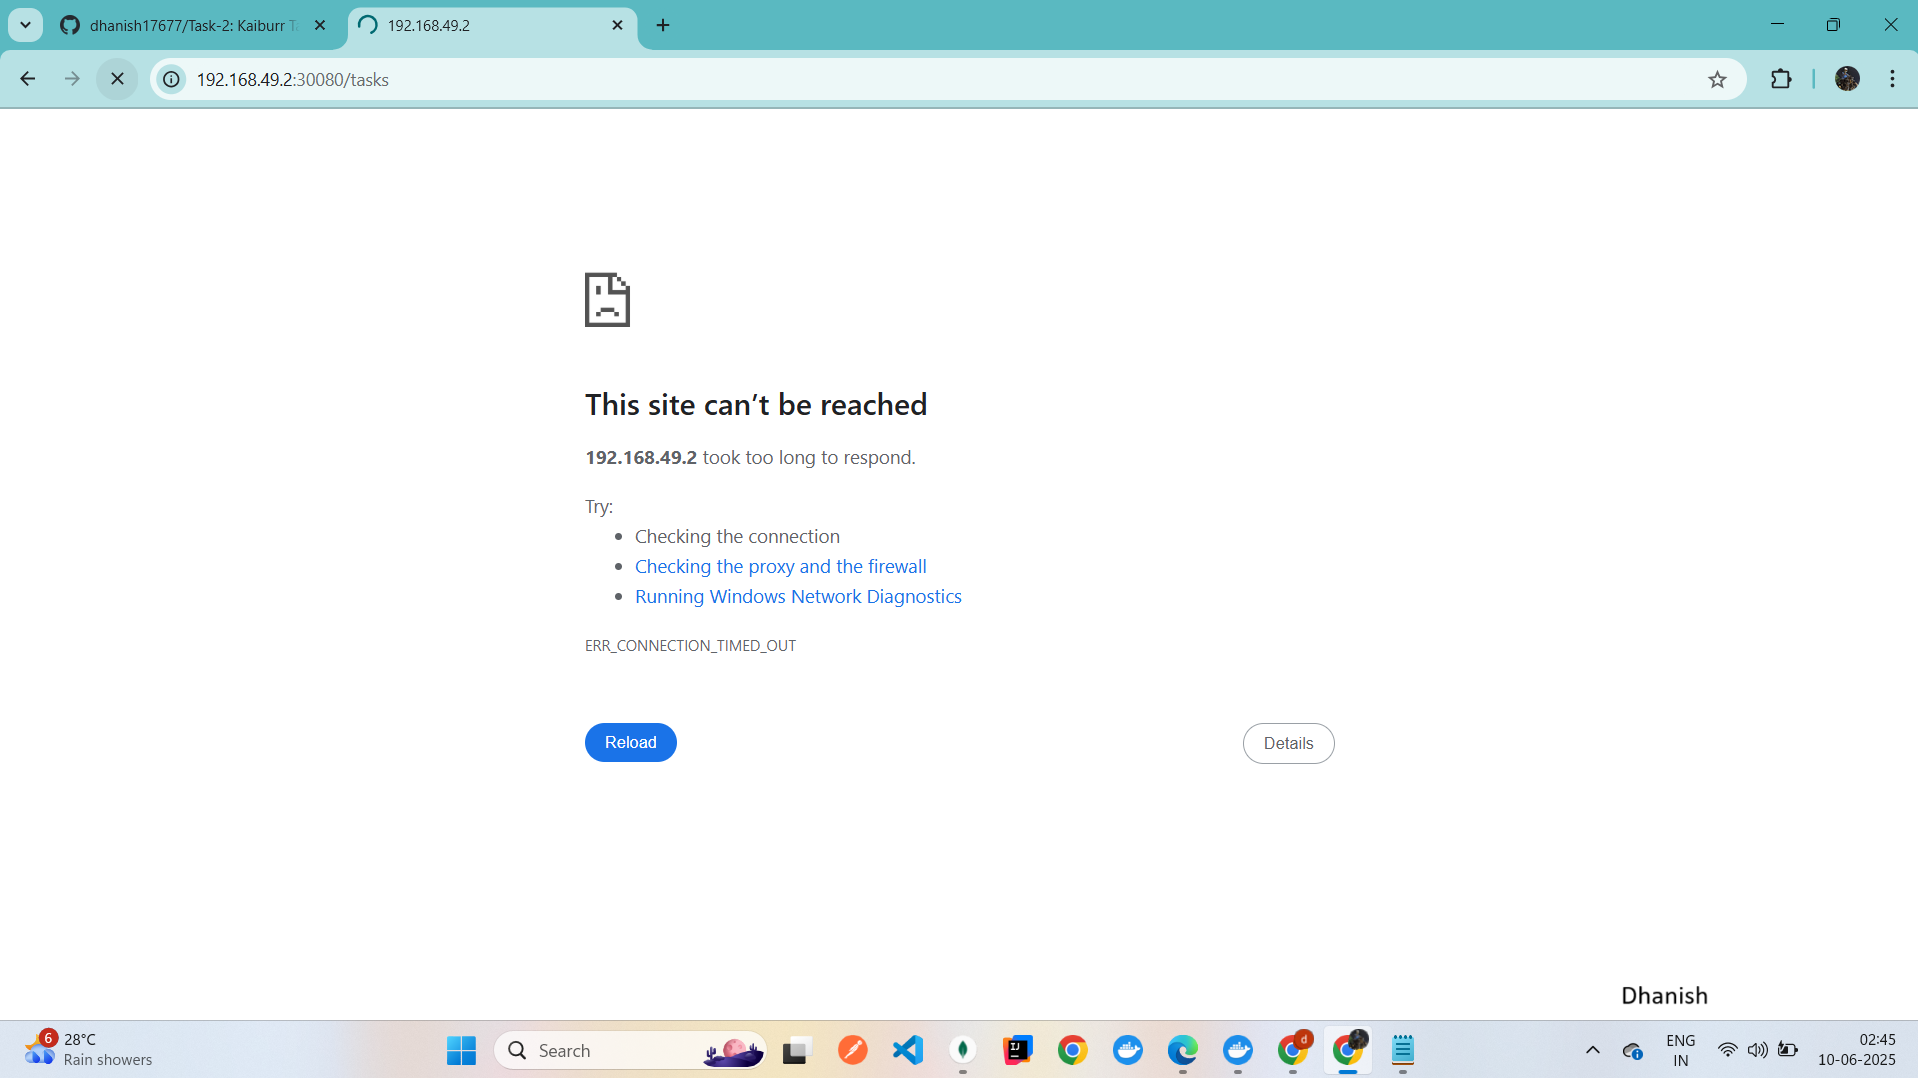 dhanish17677/Task-2: Kaiburr Ta
192.168.49.2
192.168.49.2:30080/tasks
This site can’t be reached
192.168.49.2 took too long to respond.
Try:
Checking the connection
Checking the proxy and the firewall
Running Windows Network Diagnostics
ERR_CONNECTION_TIMED_OUT
Reload
Details
Dhanish
6
28°C
Rain showers
Search
IJ
d
ENG
IN
02:45
10-06-2025